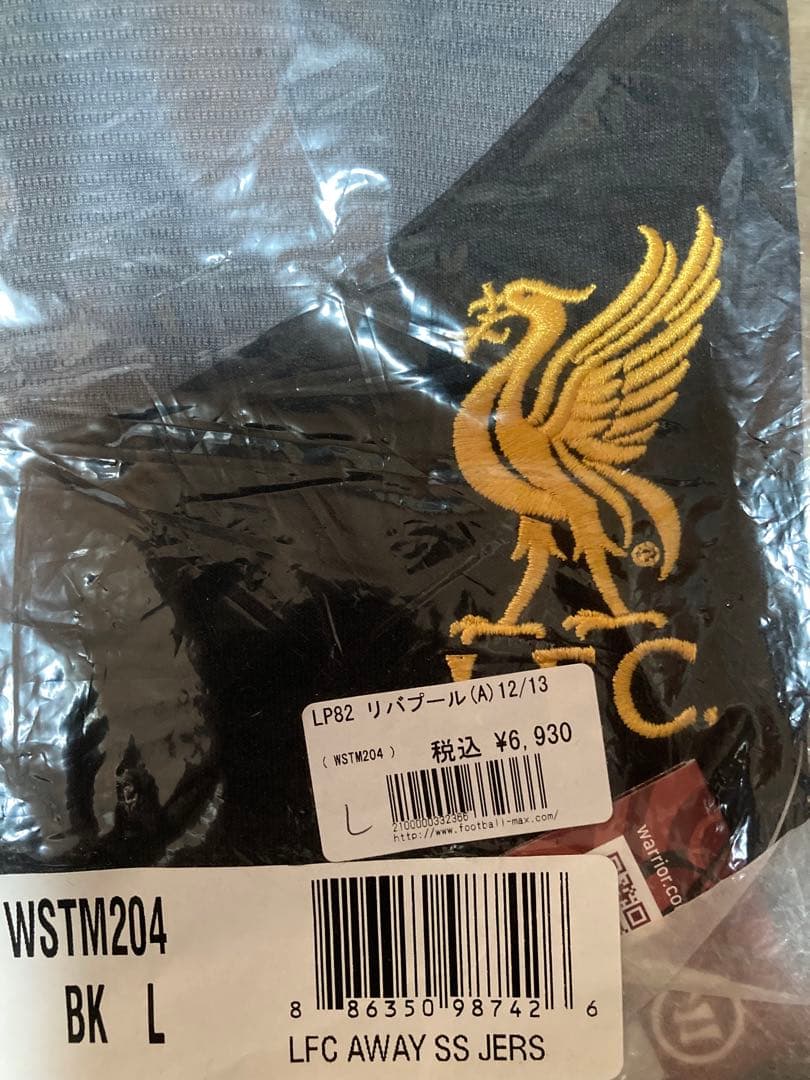 ®
L.F.C.
LP82 リバプール(A)12/13
( WSTM204 ) 税込 ¥6,930
L
2100000332366
http://www.football-max.com/
warrior.co
WSTM204
BK L
8 86350 98742 6
LFC AWAY SS JERS